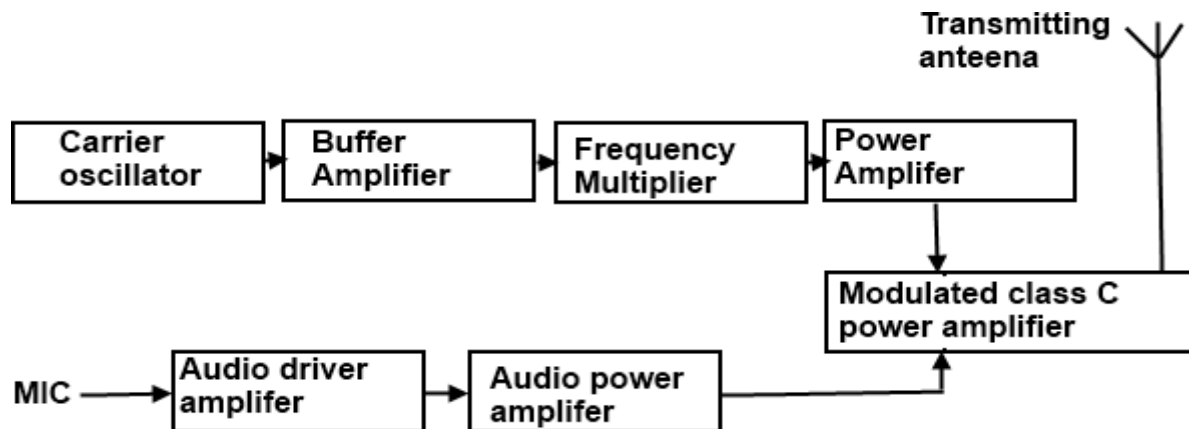 Transmitting
anteena
Carrier
oscillator
Buffer
Amplifier
Frequency
Multiplier
Power
Amplifer
Modulated class C
power amplifier
MIC
Audio driver
amplifer
Audio power
amplifer